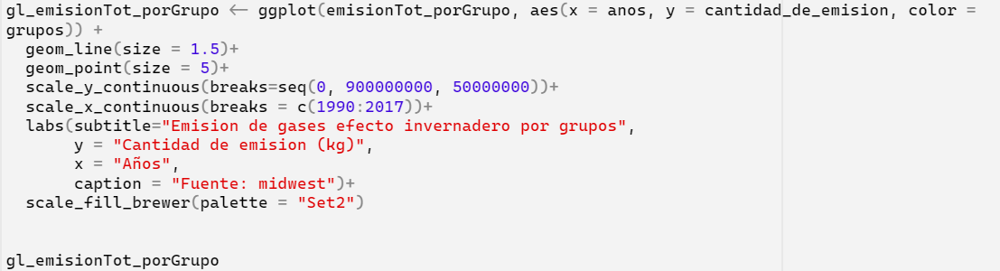 gl_emisionTot_porGrupo <- ggplot(emisionTot_porGrupo, aes(x = anos, y = cantidad_de_emision, color =
grupos)) +
  geom_line(size = 1.5)+
  geom_point(size = 5)+
  scale_y_continuous(breaks=seq(0, 900000000, 50000000))+
  scale_x_continuous(breaks = c(1990:2017))+
  labs(subtitle="Emision de gases efecto invernadero por grupos",
       y = "Cantidad de emision (kg)",
       x = "Años",
       caption = "Fuente: midwest")+
  scale_fill_brewer(palette = "Set2")
gl_emisionTot_porGrupo